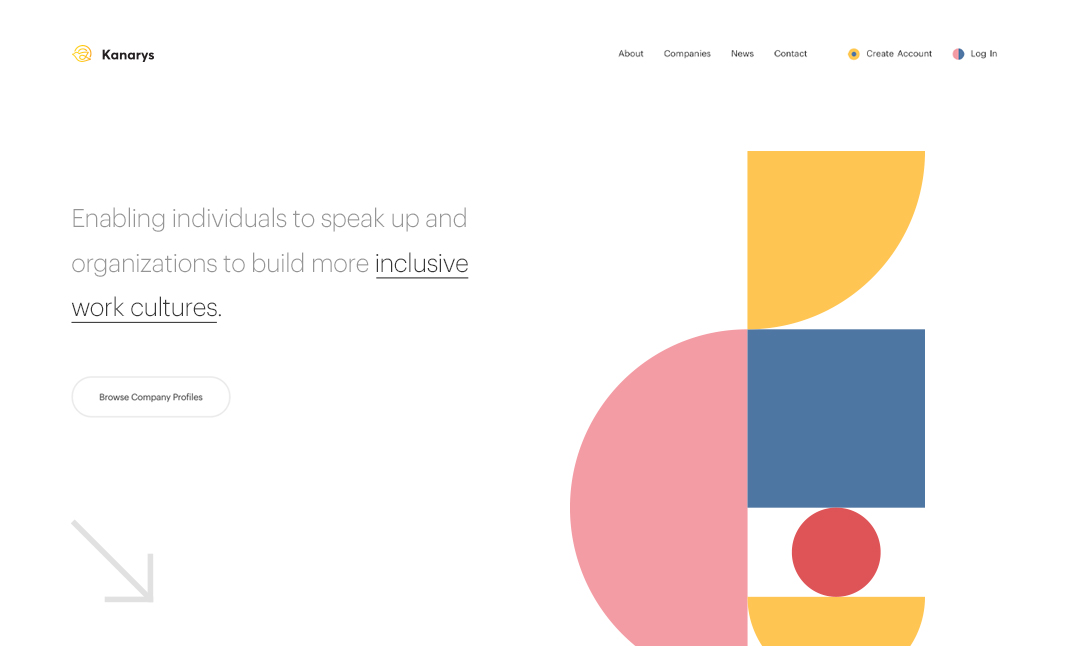 Kanarys
About Companies News Contact Create Account Log In
Enabling individuals to speak up and
organizations to build more inclusive
work cultures.
Browse Company Profiles